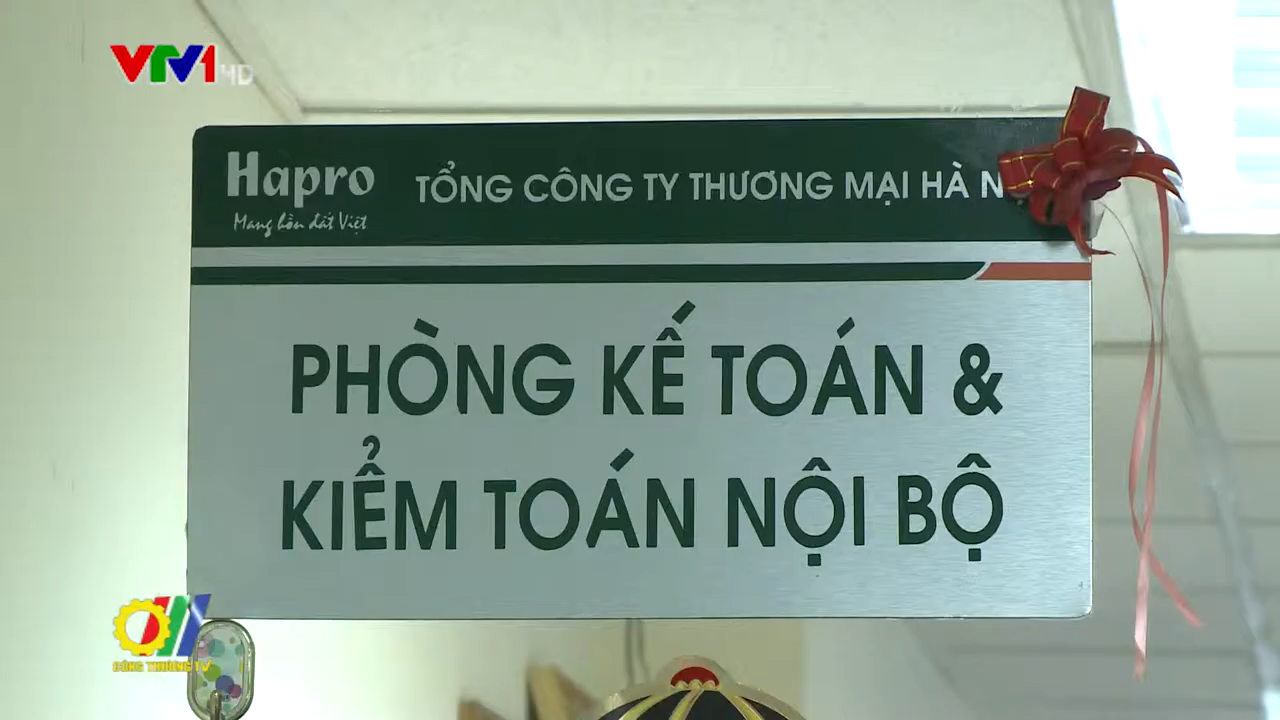 VTV1 HD
Hapro
Mang hồn đất Việt
TỔNG CÔNG TY THƯƠNG MẠI HÀ
PHÒNG KẾ TOÁN &
KIỂM TOÁN NỘI BỘ
CÔNG THƯƠNG TV